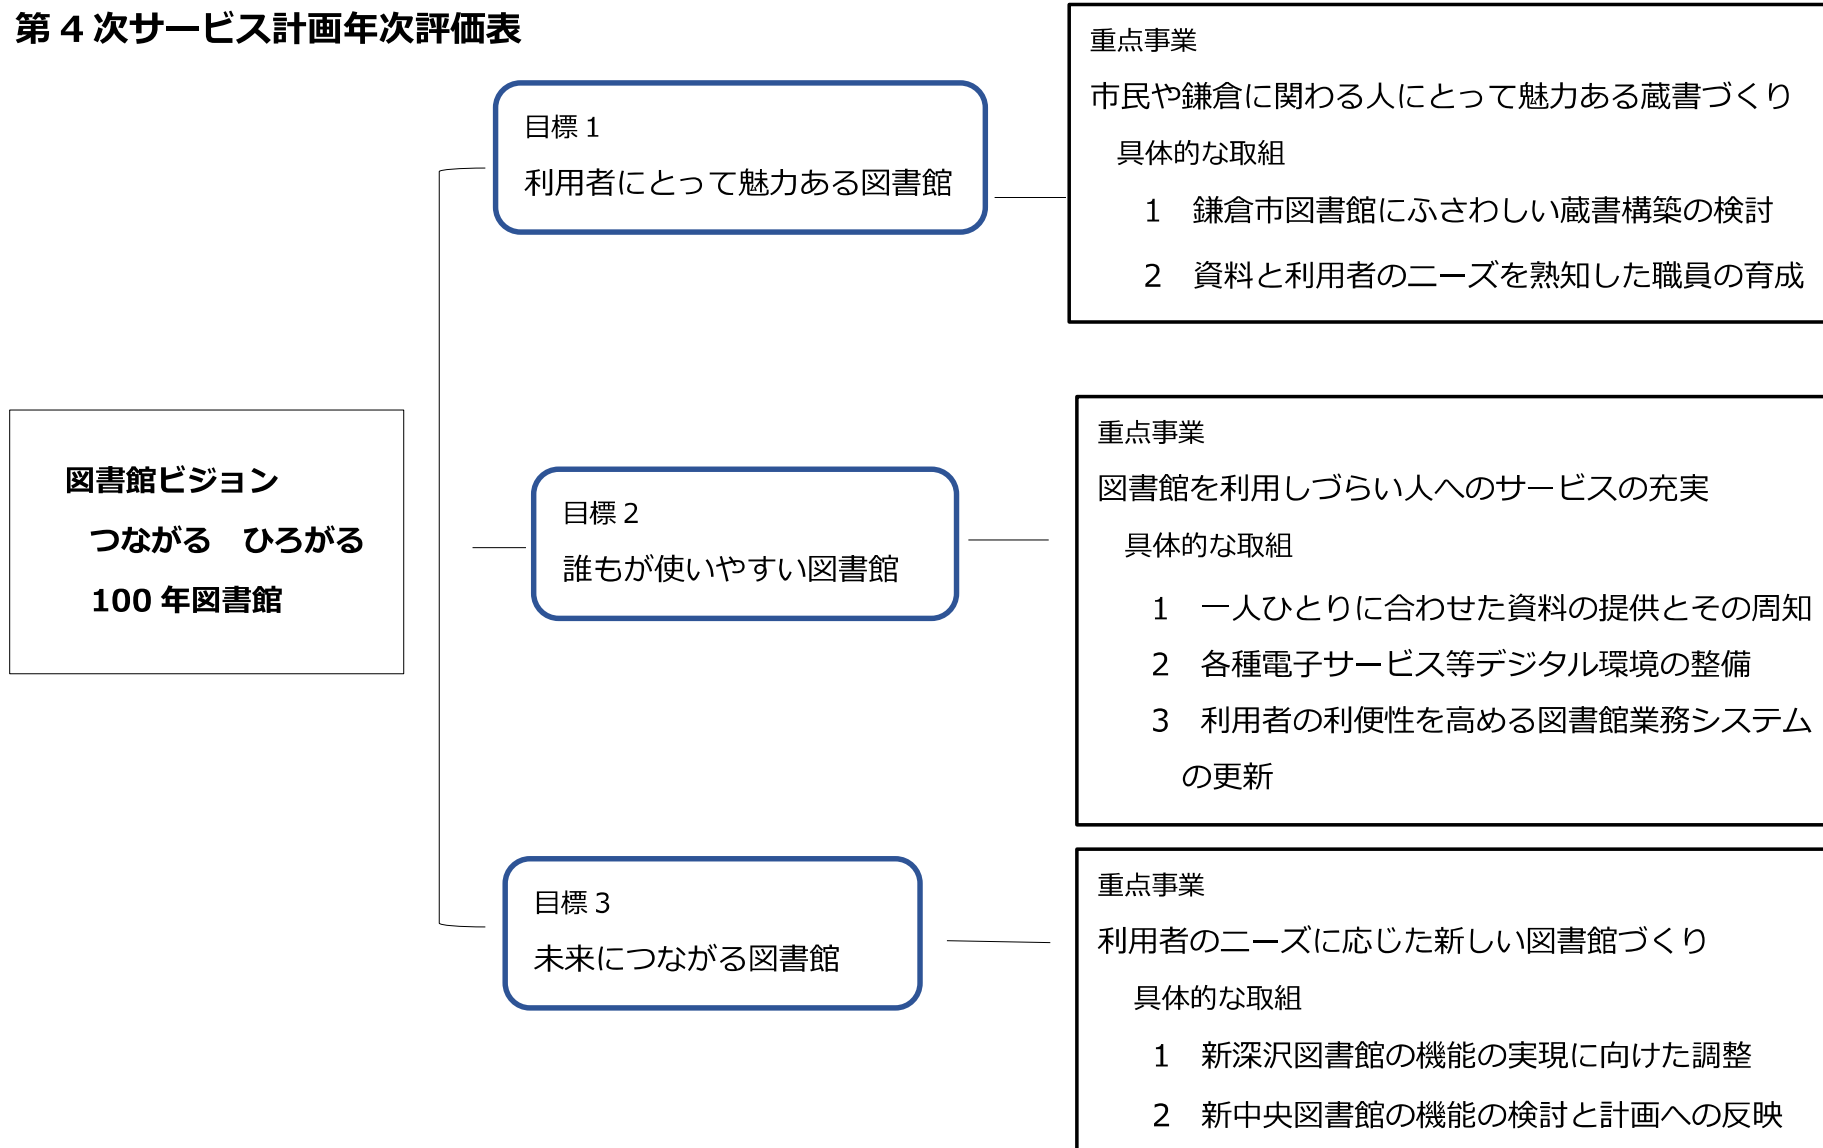 第4次サービス計画年次評価表
図書館ビジョン
つながる　ひろがる
100年図書館
目標1
利用者にとって魅力ある図書館
重点事業
市民や鎌倉に関わる人にとって魅力ある蔵書づくり
具体的な取組
1　鎌倉市図書館にふさわしい蔵書構築の検討
2　資料と利用者のニーズを熟知した職員の育成
目標2
誰もが使いやすい図書館
重点事業
図書館を利用しづらい人へのサービスの充実
具体的な取組
1　一人ひとりに合わせた資料の提供とその周知
2　各種電子サービス等デジタル環境の整備
3　利用者の利便性を高める図書館業務システム
の更新
目標3
未来につながる図書館
重点事業
利用者のニーズに応じた新しい図書館づくり
具体的な取組
1　新深沢図書館の機能の実現に向けた調整
2　新中央図書館の機能の検討と計画への反映